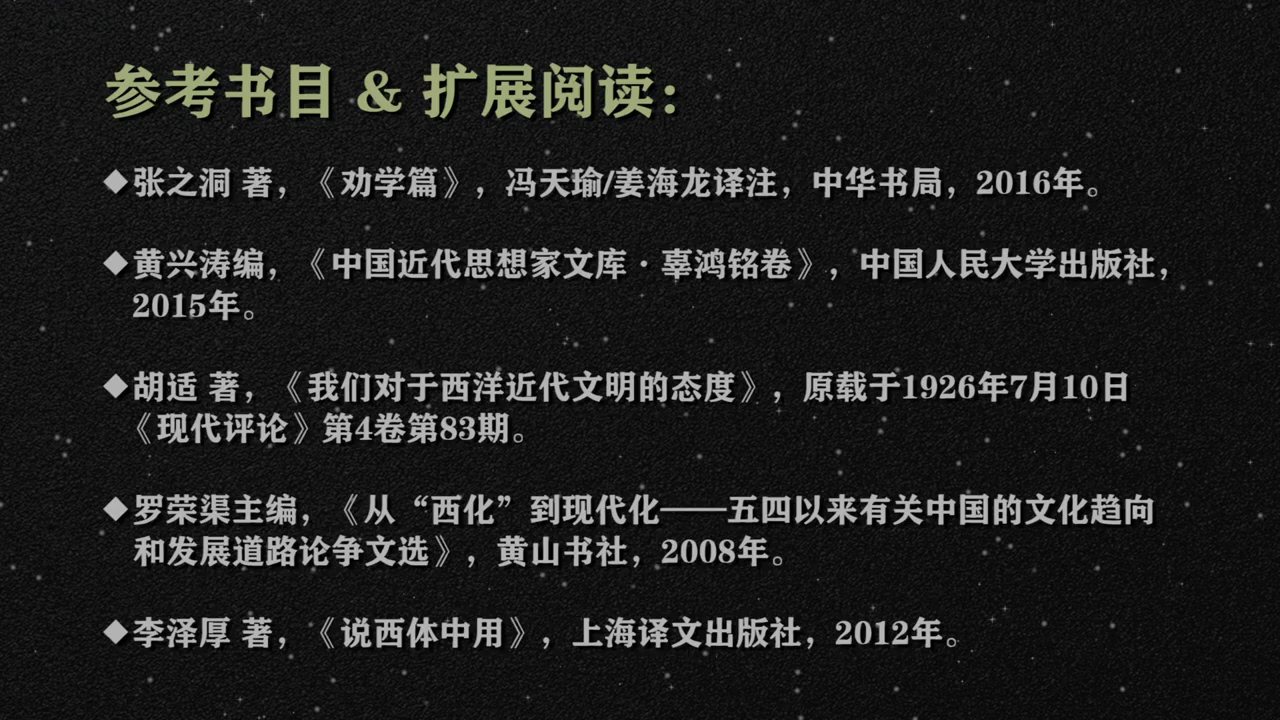 参考书目 & 扩展阅读：
◆张之洞 著，《劝学篇》，冯天瑜/姜海龙译注，中华书局，2016年。
◆黄兴涛编，《中国近代思想家文库·辜鸿铭卷》，中国人民大学出版社，
2015年。
◆胡适 著，《我们对于西洋近代文明的态度》，原载于1926年7月10日
《现代评论》第4卷第83期。
◆罗荣渠主编，《从“西化”到现代化——五四以来有关中国的文化趋向
和发展道路论争文选》，黄山书社，2008年。
◆李泽厚 著，《说西体中用》，上海译文出版社，2012年。